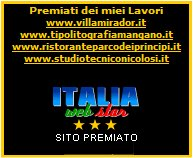 Premiati dei miei Lavori
www.villamirador.it
www.tipolitografiamangano.it
www.ristoranteparcodeiprincipi.it
www.studiotecniconicolosi.it
ITALIA
web star
SITO PREMIATO